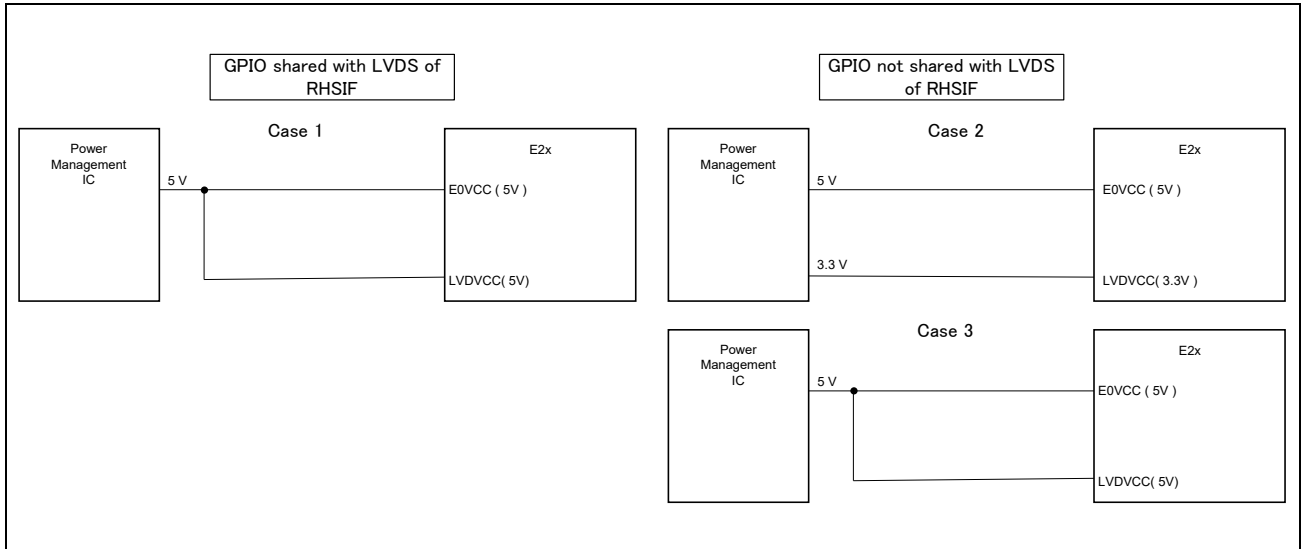 GPIO shared with LVDS of
RHSIF
Case 1
Power
Management
IC
5 V
E2x
E0VCC ( 5V )
LVDVCC( 5V)
GPIO not shared with LVDS
of RHSIF
Case 2
Power
Management
IC
5 V
3.3 V
E2x
E0VCC ( 5V )
LVDVCC( 3.3V )
Case 3
Power
Management
IC
5 V
E2x
E0VCC ( 5V )
LVDVCC( 5V)